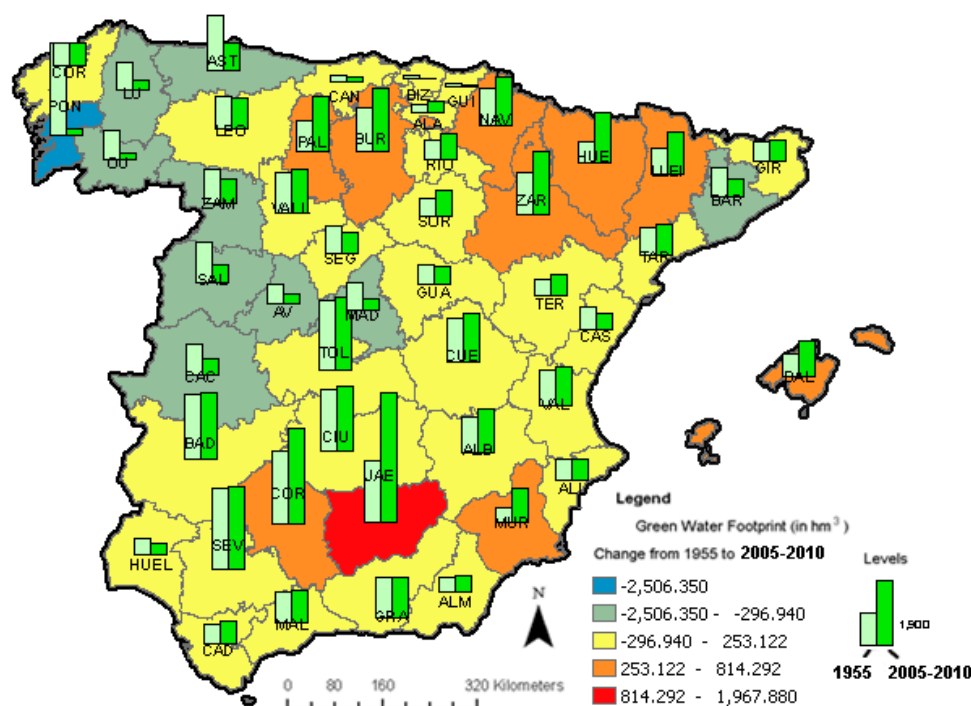 AST
COR
LU
PON
OU
CAN
BIZ
GUI
ALA
NAV
LEO
PAL
BUR
RIO
HUE
LLEI
GIR
ZAM
VALL
SOR
ZAR
BAR
TAR
SEG
SAL
AV
MAD
GUA
TER
CAS
TOL
CUE
CAC
BAL
VAL
BAD
CIU
ALB
ALI
COR
JAE
MUR
SEV
HUEL
MAL
GRA
ALM
CAD
N
0 80 160 320 Kilometers
Legend
Green Water Footprint (in hm³)
Change from 1955 to 2005-2010
-2,506.350
-2,506.350 - -296.940
-296.940 - 253.122
253.122 - 814.292
814.292 - 1,967.880
Levels
1,900
1955 2005-2010